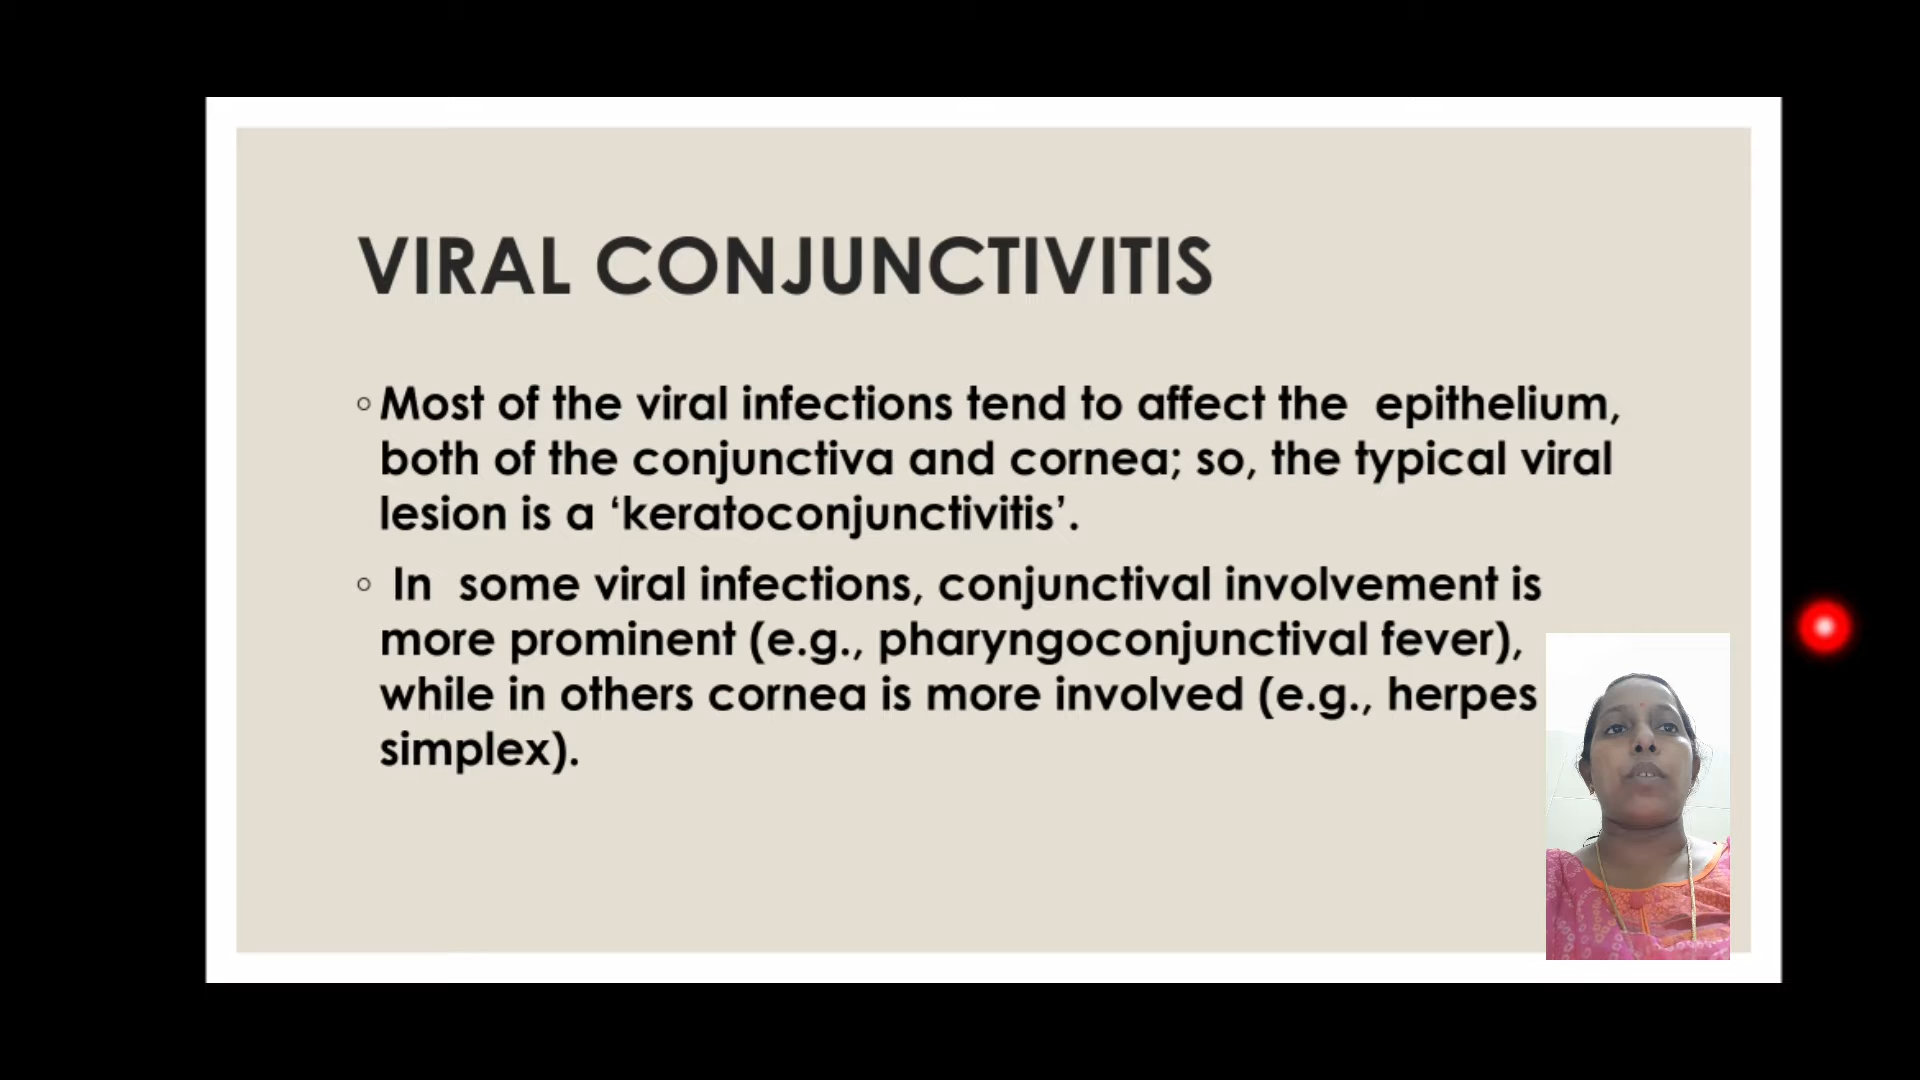 VIRAL CONJUNCTIVITIS
◦ Most of the viral infections tend to affect the epithelium,
both of the conjunctiva and cornea; so, the typical viral
lesion is a ‘keratoconjunctivitis’.
◦ In some viral infections, conjunctival involvement is
more prominent (e.g., pharyngoconjunctival fever),
while in others cornea is more involved (e.g., herpes
simplex).